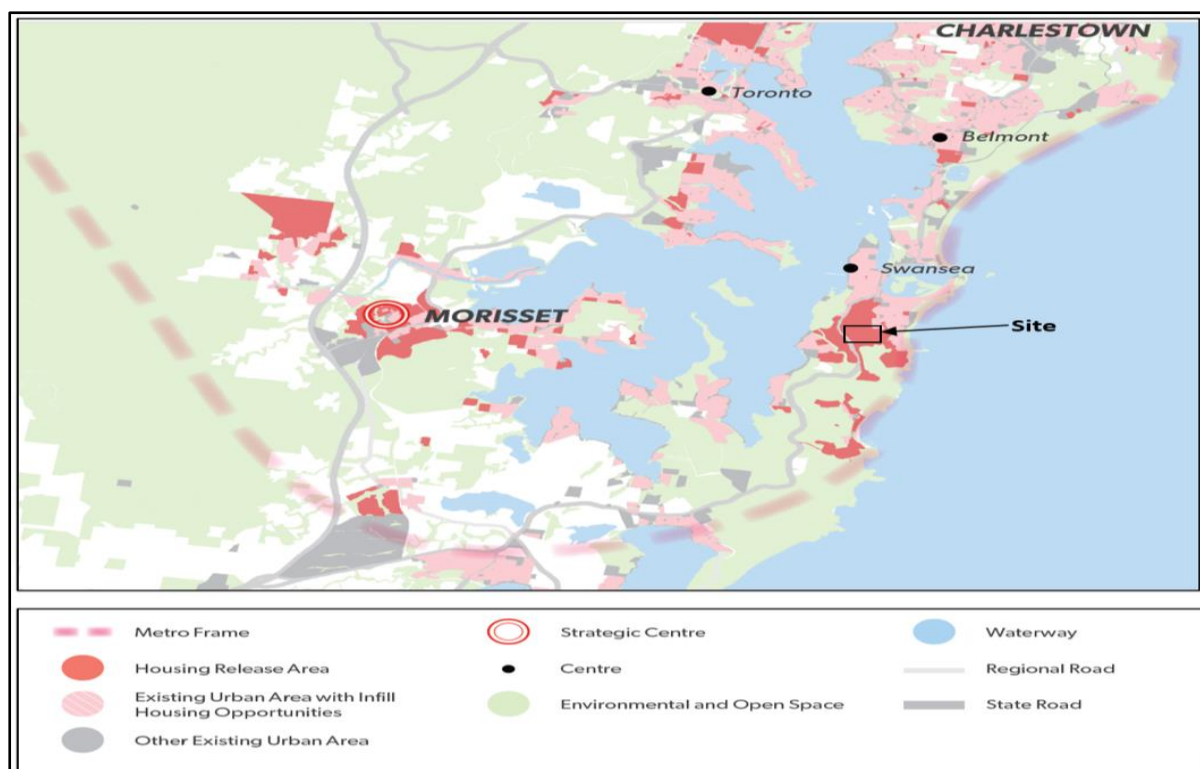 CHARLESTOWN
Toronto
Belmont
Swansea
MORISSET
Site
Metro Frame
Strategic Centre
Waterway
Housing Release Area
Centre
Regional Road
Existing Urban Area with Infill
Housing Opportunities
Environmental and Open Space
State Road
Other Existing Urban Area